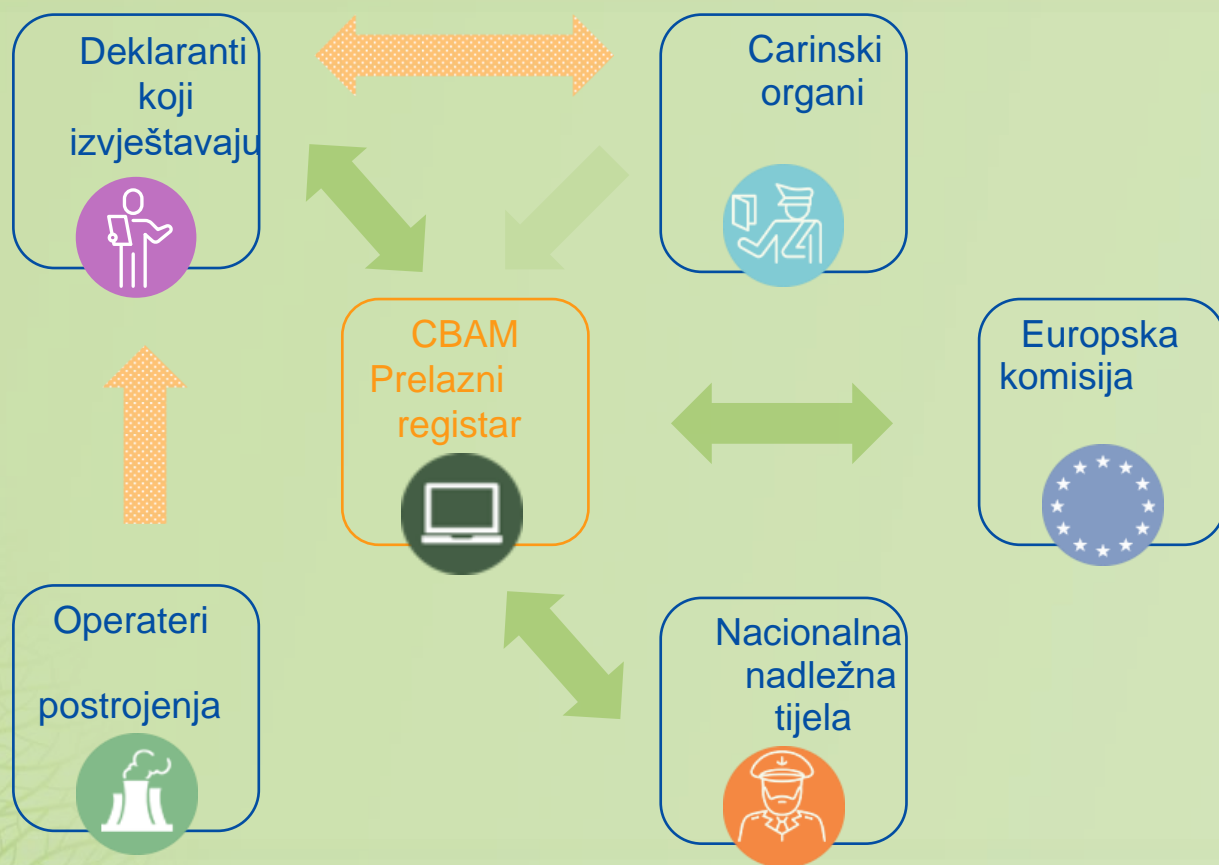 Deklaranti
koji
izvještavaju
Carinski
organi
CBAM
Prelazni
registar
Europska
komisija
Operateri
postrojenja
Nacionalna
nadležna
tijela